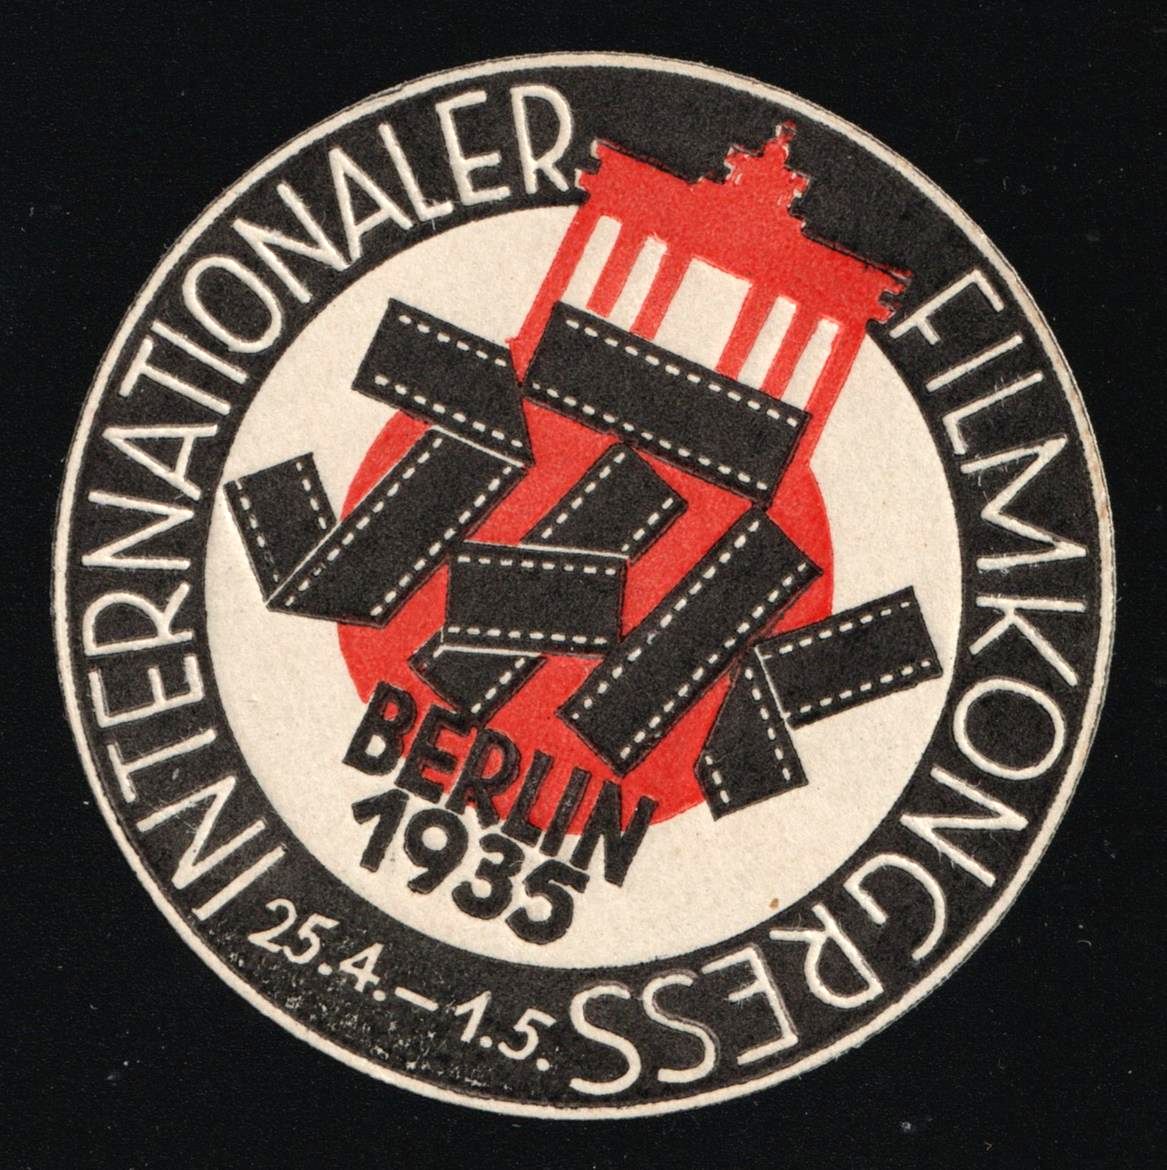 INTERNATIONALER FILMKONGRESS
25.4.–1.5.
BERLIN
1935